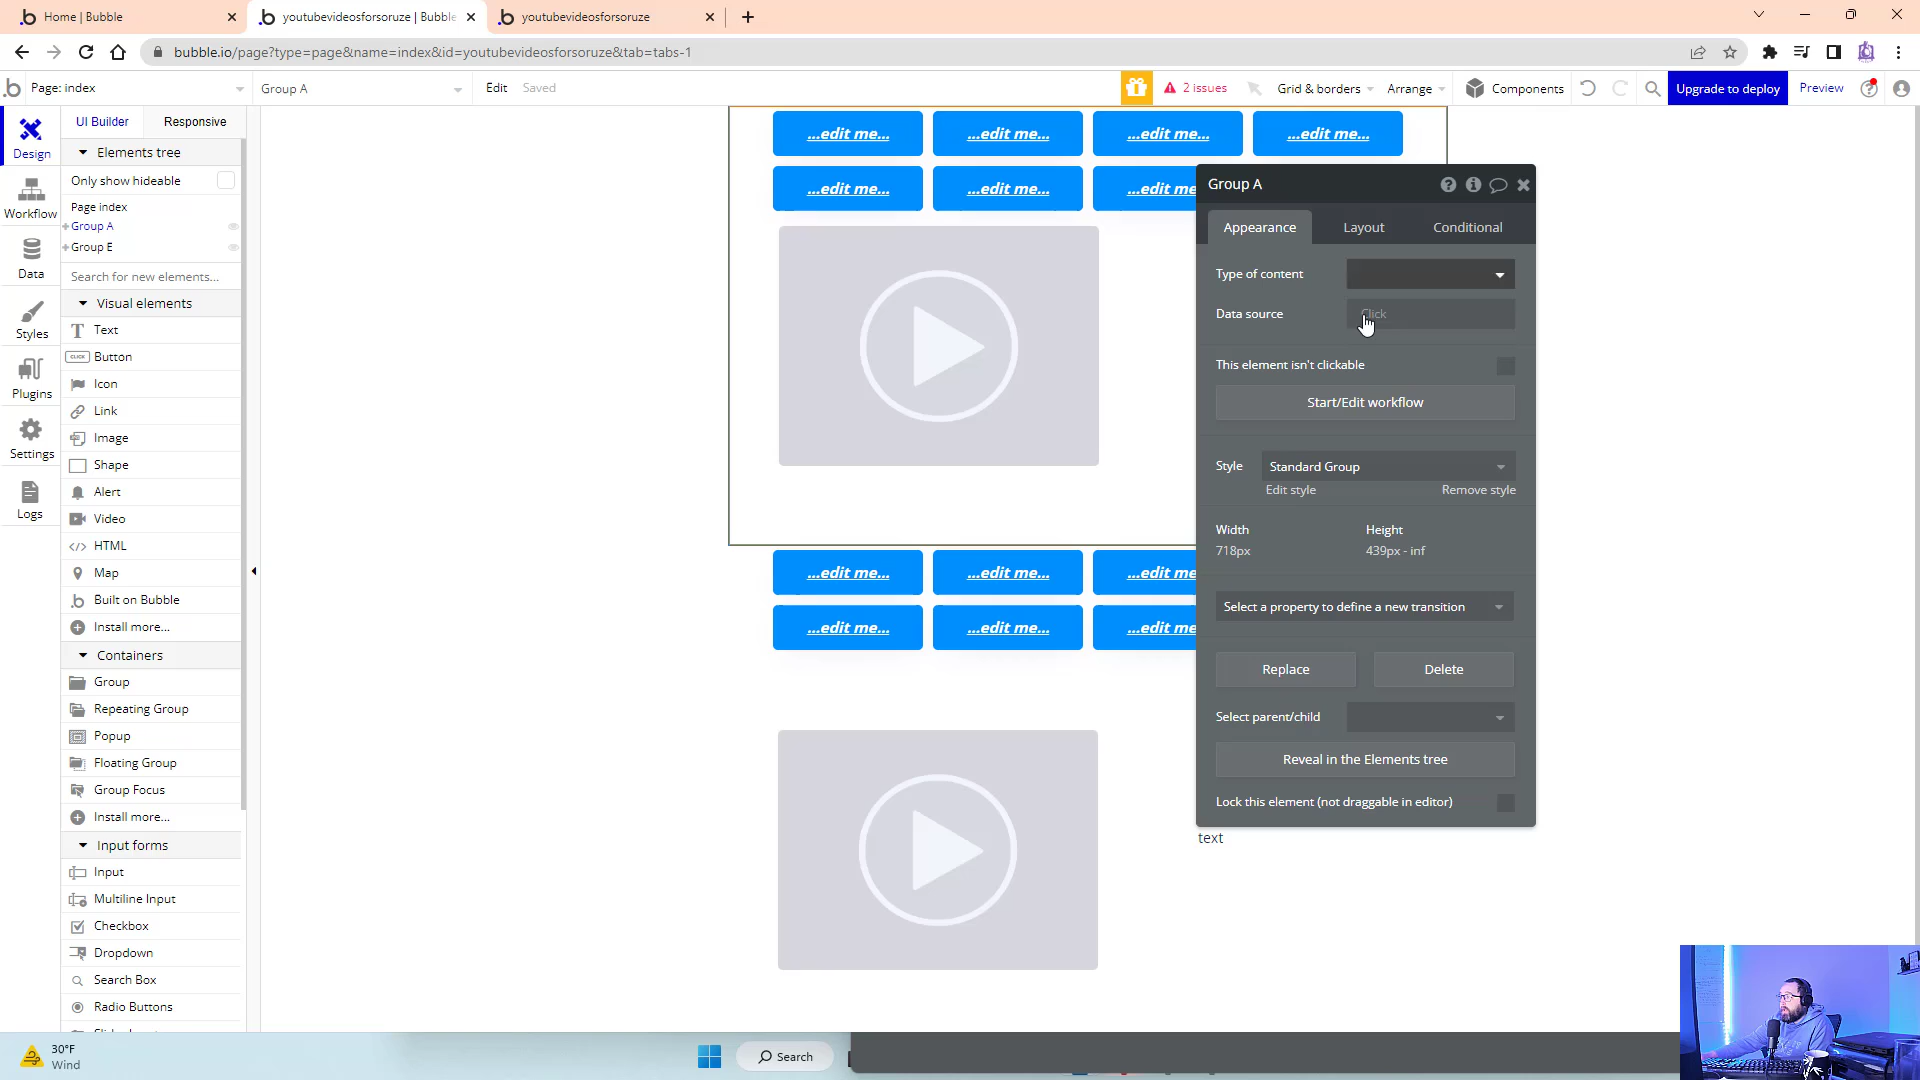 Home | Bubble
youtubevideosforsoruze | Bubble
youtubevideosforsoruze
bubble.io/page?type=page&name=index&id=youtubevideosforsoruze&tab=tabs-1
Page: index
Group A
Edit
Saved
2 issues
Grid & borders
Arrange
Components
Upgrade to deploy
Preview
Design
Workflow
Data
Styles
Plugins
Settings
Logs
UI Builder
Responsive
Elements tree
Only show hideable
Page index
Group A
Group E
Search for new elements...
Visual elements
Text
Button
Icon
Link
Image
Shape
Alert
Video
HTML
Map
Built on Bubble
Install more...
Containers
Group
Repeating Group
Popup
Floating Group
Group Focus
Install more...
Input forms
Input
Multiline Input
Checkbox
Dropdown
Search Box
Radio Buttons
...edit me... ...edit me... ...edit me... ...edit me...
...edit me... ...edit me... ...edit me
...edit me... ...edit me... ...edit me
...edit me... ...edit me... ...edit me
text
Group A
Appearance
Layout
Conditional
Type of content
Data source
Click
This element isn't clickable
Start/Edit workflow
Style
Standard Group
Edit style
Remove style
Width
Height
718px
439px - inf
Select a property to define a new transition
Replace
Delete
Select parent/child
Reveal in the Elements tree
Lock this element (not draggable in editor)
30°F
Wind
Search